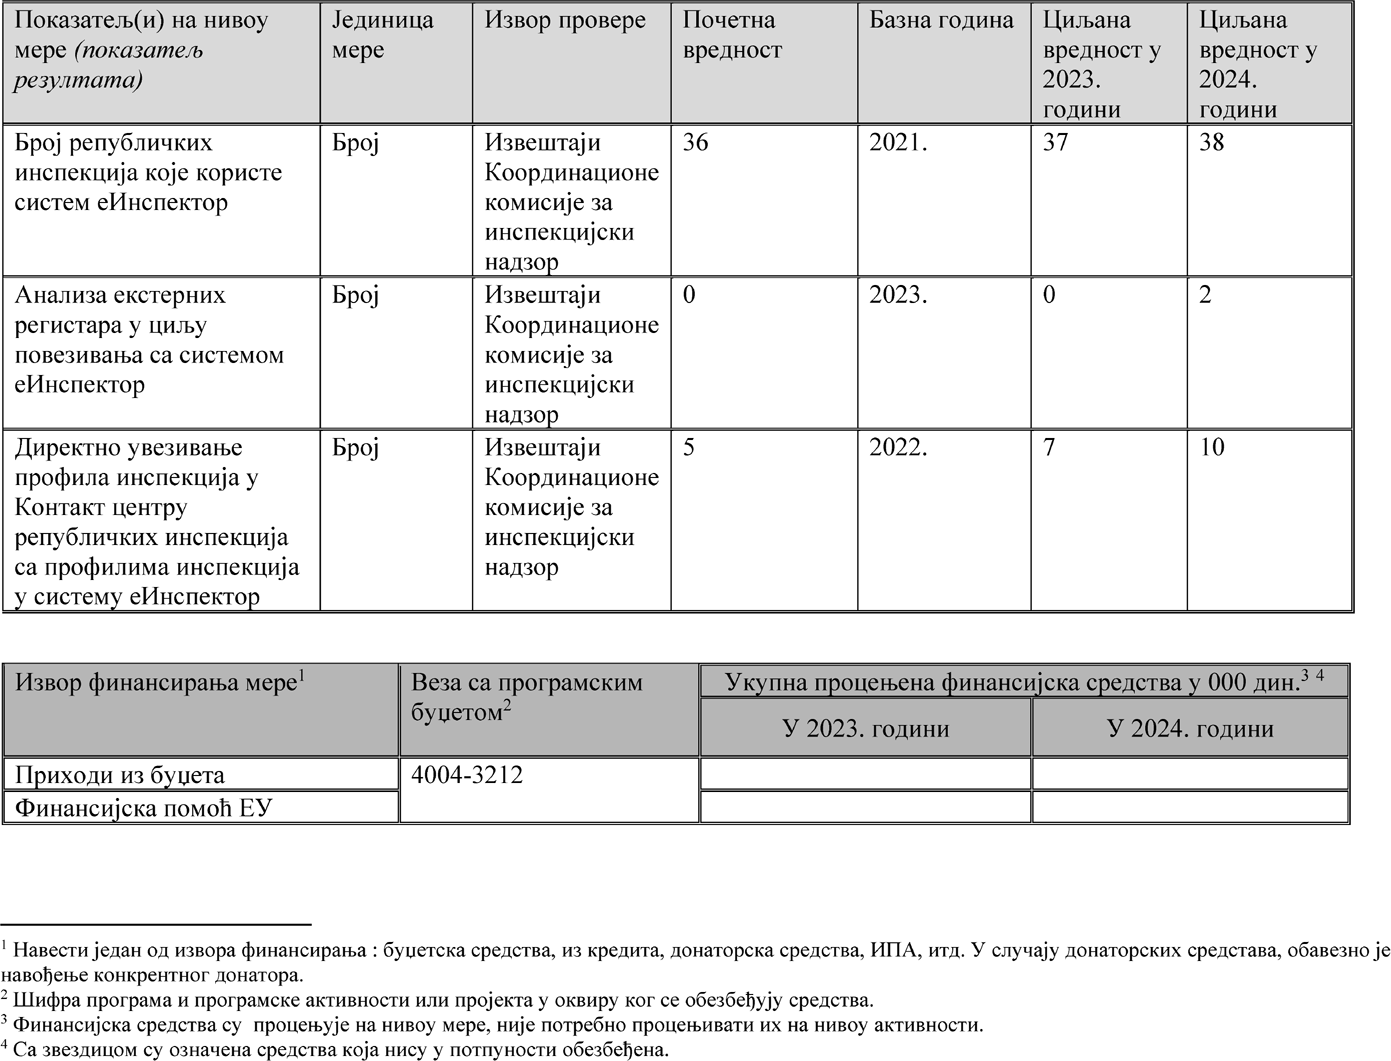 Показатељ(и) на нивоу мере (показатељ резултата) Јединица мере Извор провере Почетна вредност Базна година Циљана вредност у 2023. години Циљана вредност у 2024. години
Број републичких инспекција које користе систем еИнспектор Број Извештаји Координационе комисије за инспекцијски надзор 36 2021. 37 38
Анализа екстерних регистара у циљу повезивања са системом еИнспектор Број Извештаји Координационе комисије за инспекцијски надзор 0 2023. 0 2
Директно увезивање профила инспекција у Контакт центру републичких инспекција са профилима инспекција у систему еИнспектор Број Извештаји Координационе комисије за инспекцијски надзор 5 2022. 7 10
Извор финансирања мере1 Веза са програмским буџетом2 Укупна процењена финансијска средства у 000 дин.3 4
У 2023. години У 2024. години
Приходи из буџета 4004-3212
Финансијска помоћ ЕУ
1 Навести један од извора финансирања : буџетска средства, из кредита, донаторска средства, ИПА, итд. У случају донаторских средстава, обавезно је
навођење конкретног донатора.
2 Шифра програма и програмске активности или пројекта у оквиру ког се обезбеђују средства.
3 Финансијска средства су процењује на нивоу мере, није потребно процењивати их на нивоу активности.
4 Са звездицом су означена средства која нису у потпуности обезбеђена.